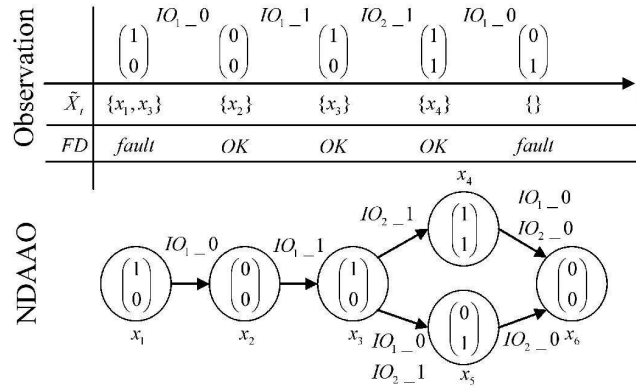 Observation
IO₁_0 IO₁_1 IO₂_1 IO₁_0
(1 0) (0 0) (1 0) (1 1) (0 1)
X̃ₜ {x₁, x₃} {x₂} {x₃} {x₄} {}
FD fault OK OK OK fault
NDAAO
x₄
IO₂_1 (1 1) IO₁_0
IO₂_0
IO₁_0 IO₁_1
(1 0) (0 0) (1 0) (0 0)
x₁ x₂ x₃ x₆
IO₁_0 (0 1) IO₂_0
IO₂_1 x₅